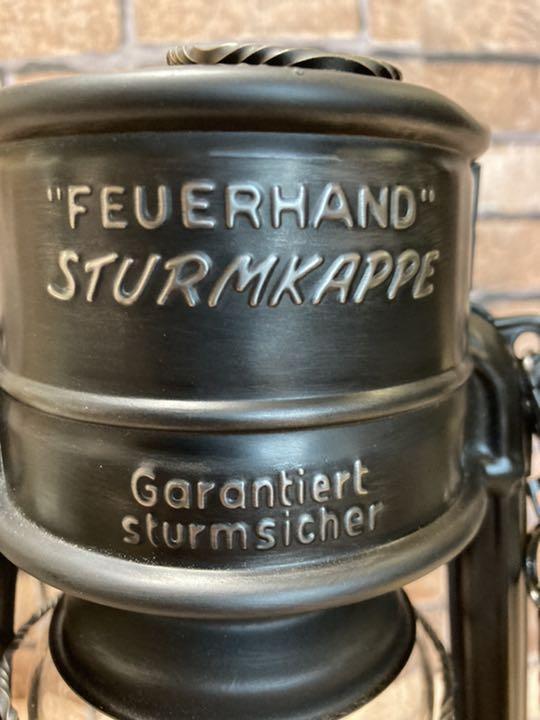 "FEUERHAND"
STURMKAPPE
Garantiert
sturmsicher